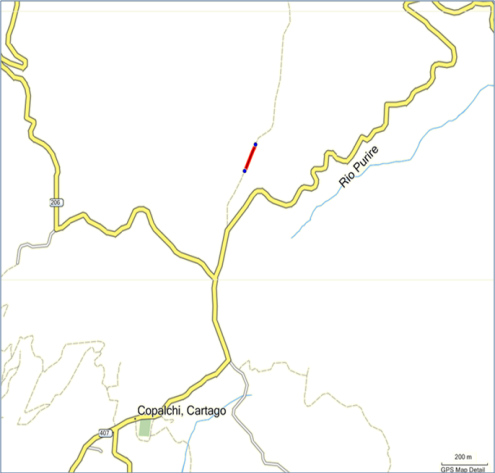 Rio Purire
206
Copalchi, Cartago
407
200 m
GPS Map Detail